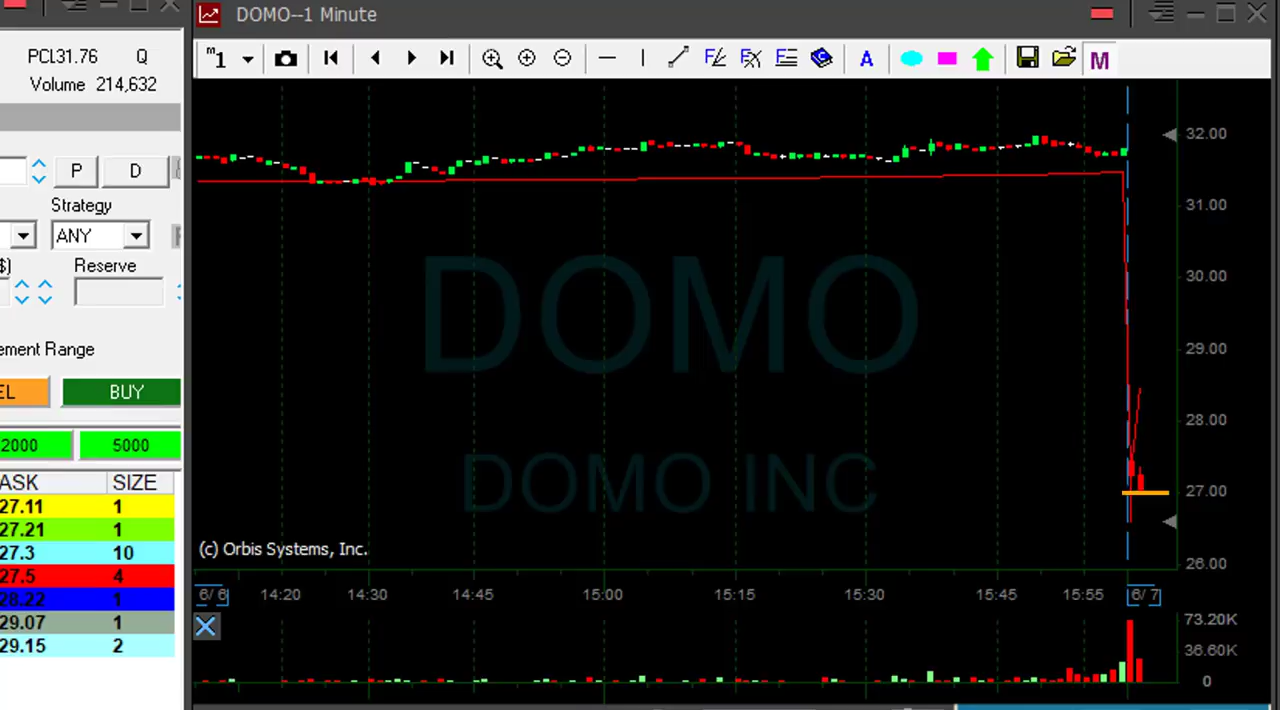 DOMO--1 Minute
PCL31.76 Q
Volume 214,632
m1
A
M
P D
Strategy
ANY
$) Reserve
ement Range
EL BUY
2000 5000
ASK SIZE
27.11 1
27.21 1
27.3 10
27.5 4
28.22 1
29.07 1
29.15 2
32.00
31.00
30.00
29.00
28.00
27.00
26.00
DOMO
DOMO INC
(c) Orbis Systems, Inc.
6/ 6 14:20 14:30 14:45 15:00 15:15 15:30 15:45 15:55 6/ 7
73.20K
36.60K
0